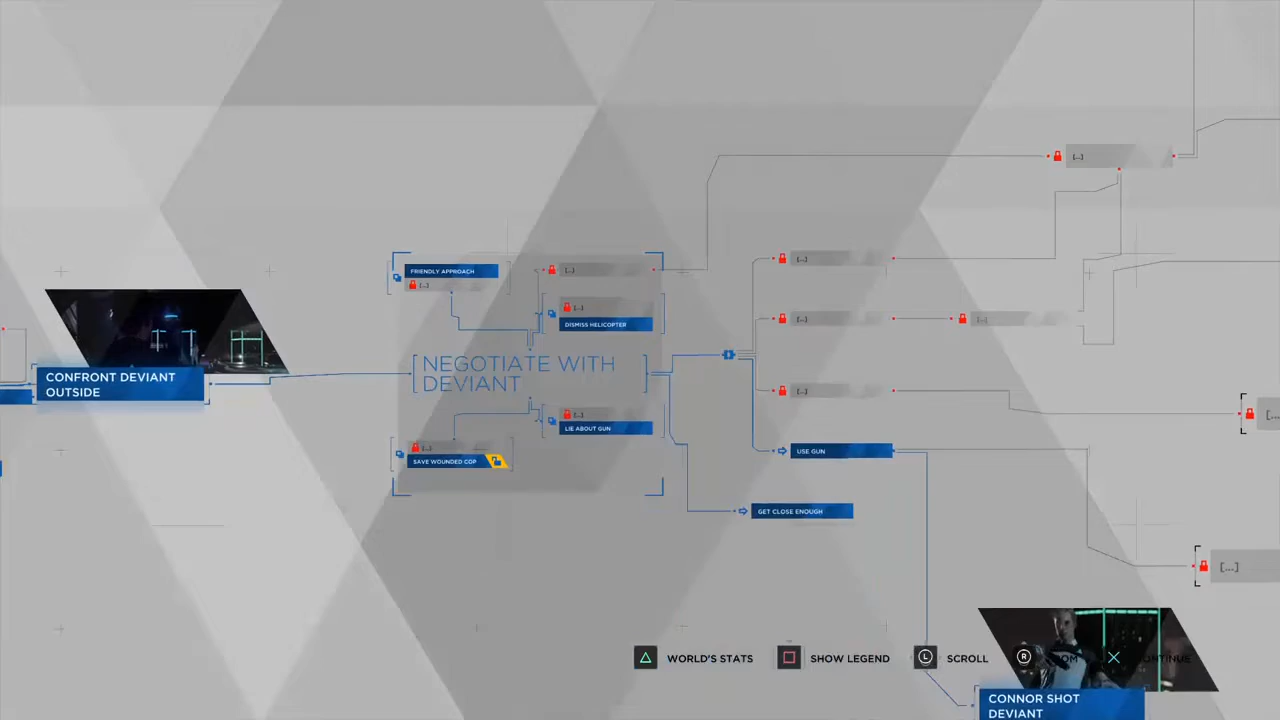 [...]
FRIENDLY APPROACH
[...]
[...]
[...]
DISMISS HELICOPTER
[...]
[...]
NEGOTIATE WITH
DEVIANT
CONFRONT DEVIANT
OUTSIDE
[...]
[...]
[...]
LIE ABOUT GUN
[...]
[...]
SAVE WOUNDED COP
USE GUN
GET CLOSE ENOUGH
[...]
WORLD'S STATS
SHOW LEGEND
L
SCROLL
R
CONNOR SHOT
DEVIANT